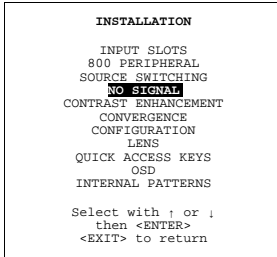 INSTALLATION
INPUT SLOTS
800 PERIPHERAL
SOURCE SWITCHING
NO SIGNAL
CONTRAST ENHANCEMENT
CONVERGENCE
CONFIGURATION
LENS
QUICK ACCESS KEYS
OSD
INTERNAL PATTERNS
Select with ↑ or ↓
then <ENTER>
<EXIT> to return